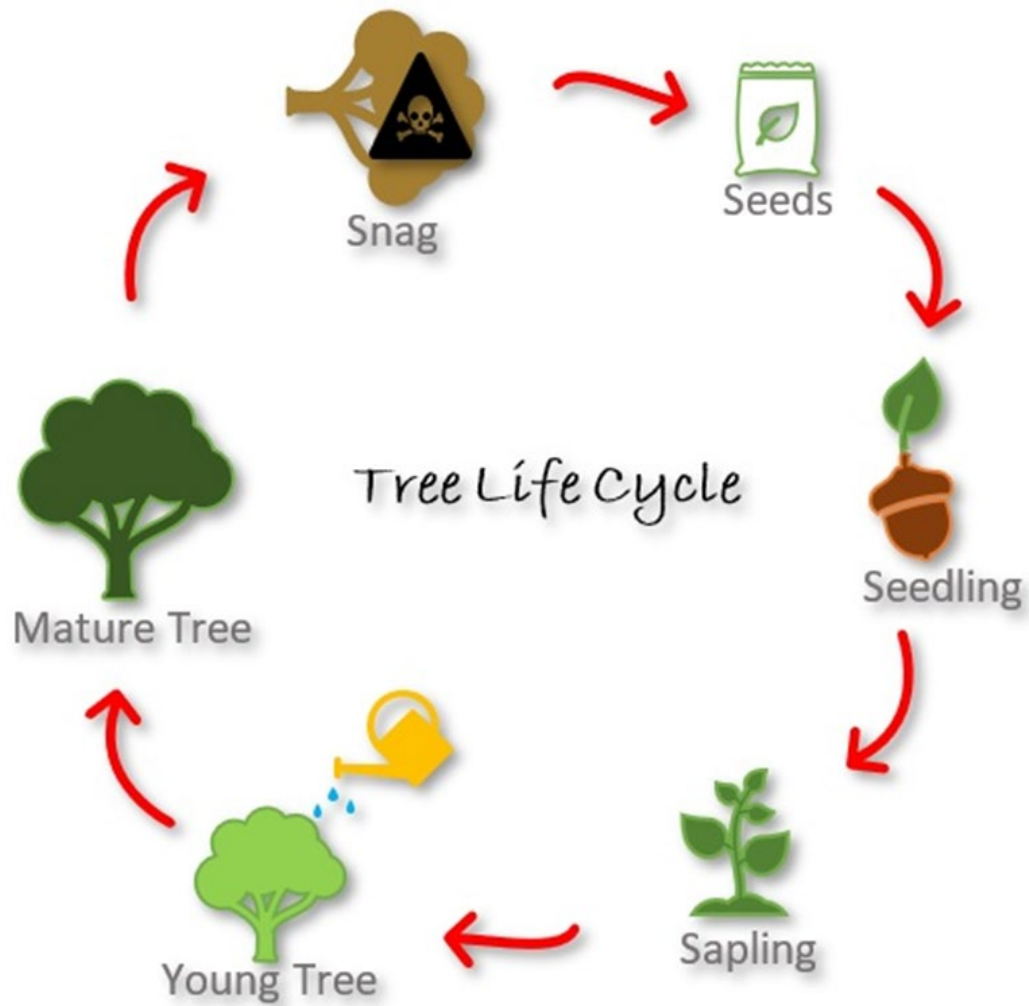 Snag
Seeds
Tree Life Cycle
Seedling
Mature Tree
Sapling
Young Tree